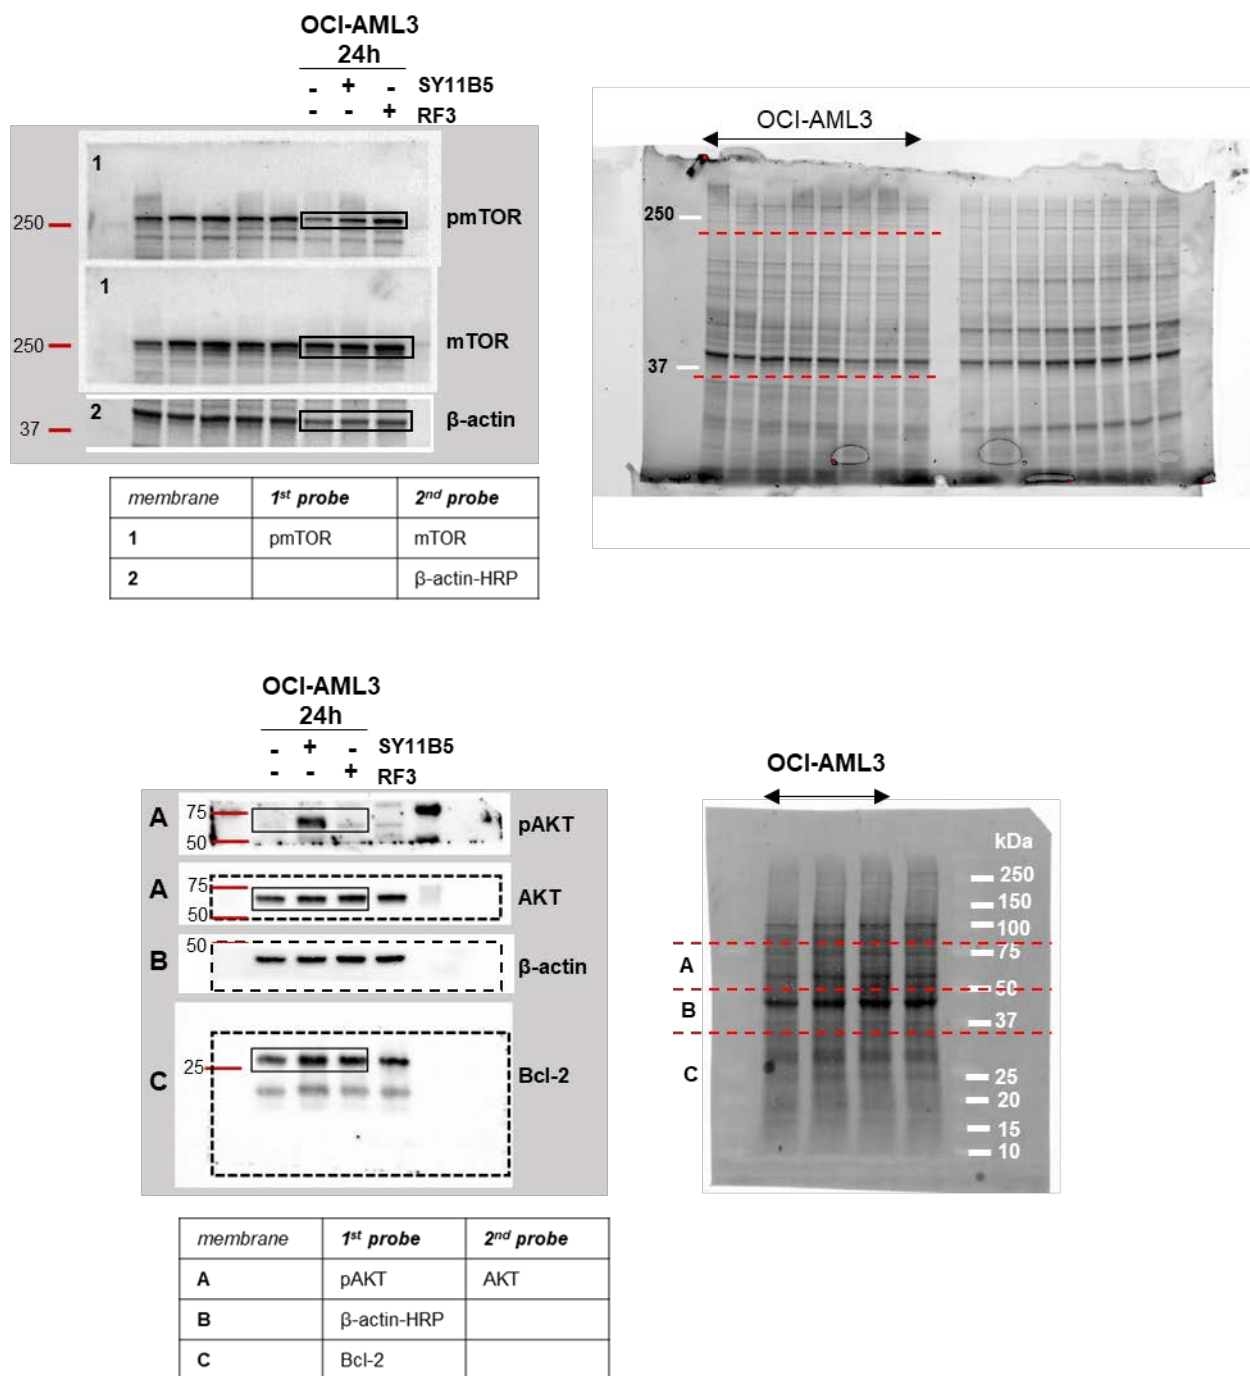 OCI-AML3
24h
- + - SY11B5
- - + RF3
1
250
pmTOR
1
250
mTOR
2
37
β-actin
membrane 1st probe 2nd probe
1 pmTOR mTOR
2 β-actin-HRP
OCI-AML3
250
37
OCI-AML3
24h
- + - SY11B5
- - + RF3
A 75 pAKT
50
A 75 AKT
50
B 50 β-actin
C 25 Bcl-2
membrane 1st probe 2nd probe
A pAKT AKT
B β-actin-HRP
C Bcl-2
OCI-AML3
kDa
250
150
100
75
A
50
B
37
C
25
20
15
10